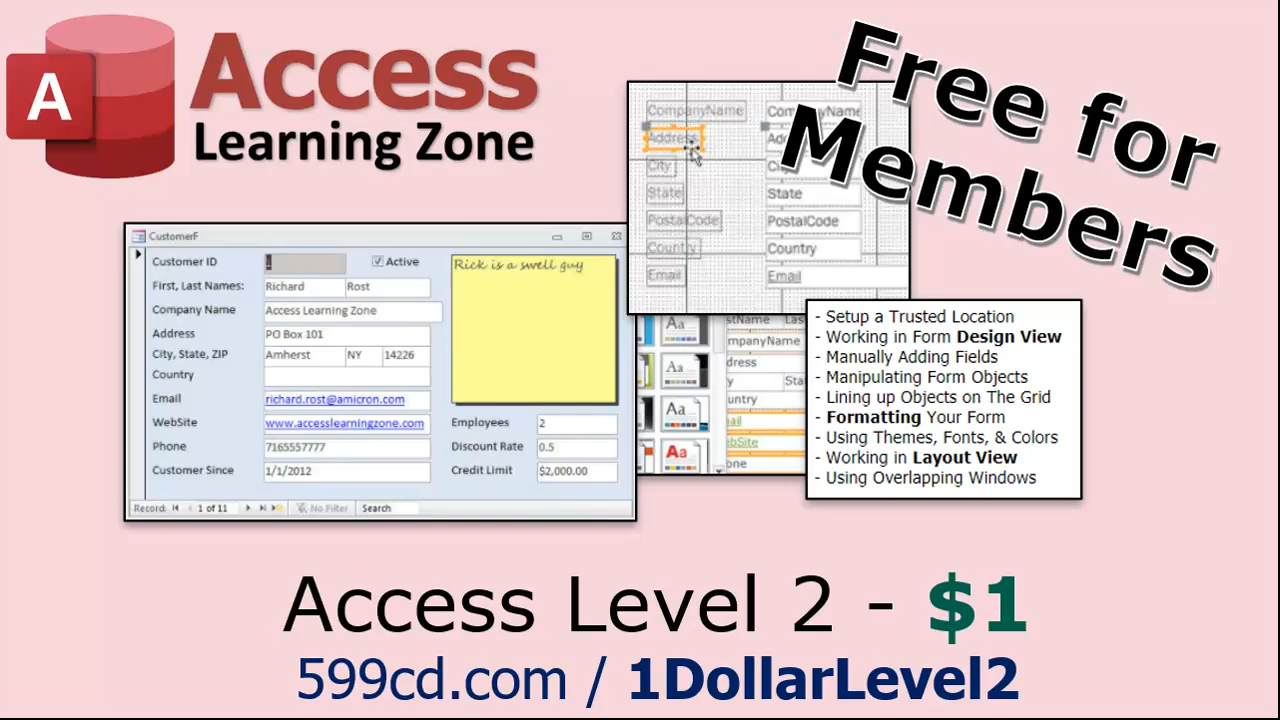 A
Access
Learning Zone
Free for
Members
CompanyName
CompanyName
Address
City
State
State
PostalCode
PostalCode
Country
Country
Email
Email
CustomerF
Customer ID
Active
First, Last Names:
Richard
Rost
Company Name
Access Learning Zone
Address
PO Box 101
City, State, ZIP
Amherst
NY
14226
Country
Email
richard.rost@amicron.com
WebSite
www.accesslearningzone.com
Phone
7165557777
Customer Since
1/1/2012
Rick is a swell guy
Employees
2
Discount Rate
0.5
Credit Limit
$2,000.00
Record:
1 of 11
No Filter
Search
Aa
Aa
Aa
Aa
- Setup a Trusted Location
- Working in Form Design View
- Manually Adding Fields
- Manipulating Form Objects
- Lining up Objects on The Grid
- Formatting Your Form
- Using Themes, Fonts, & Colors
- Working in Layout View
- Using Overlapping Windows
Access Level 2 - $1
599cd.com / 1DollarLevel2